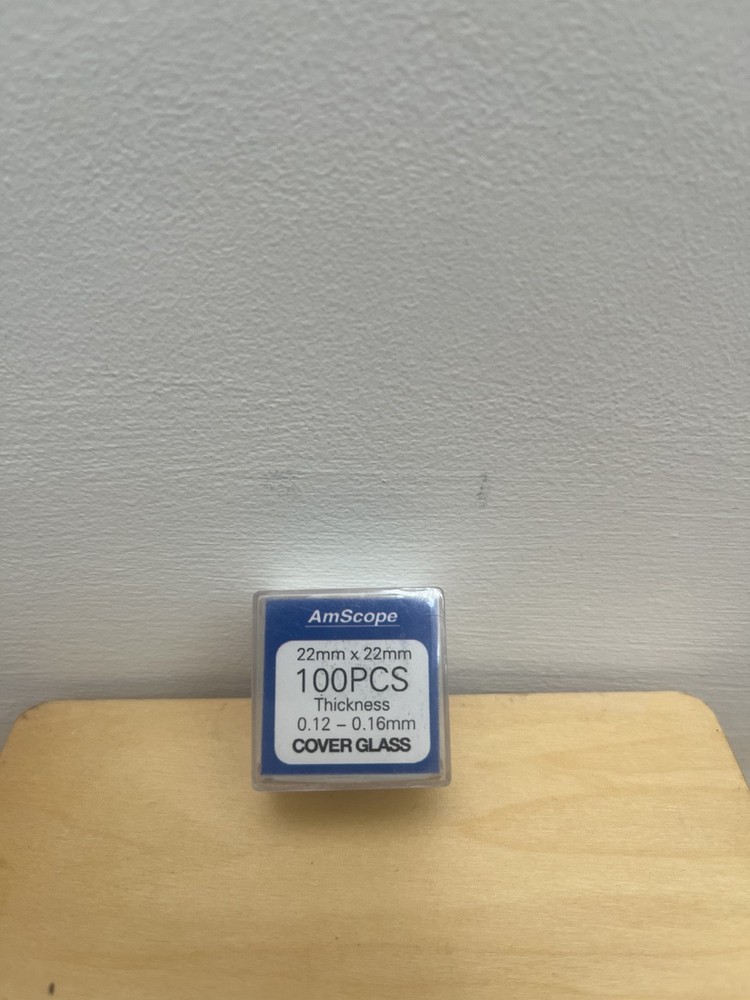 AmScope
22mm x 22mm
100PCS
Thickness
0.12 – 0.16mm
COVER GLASS